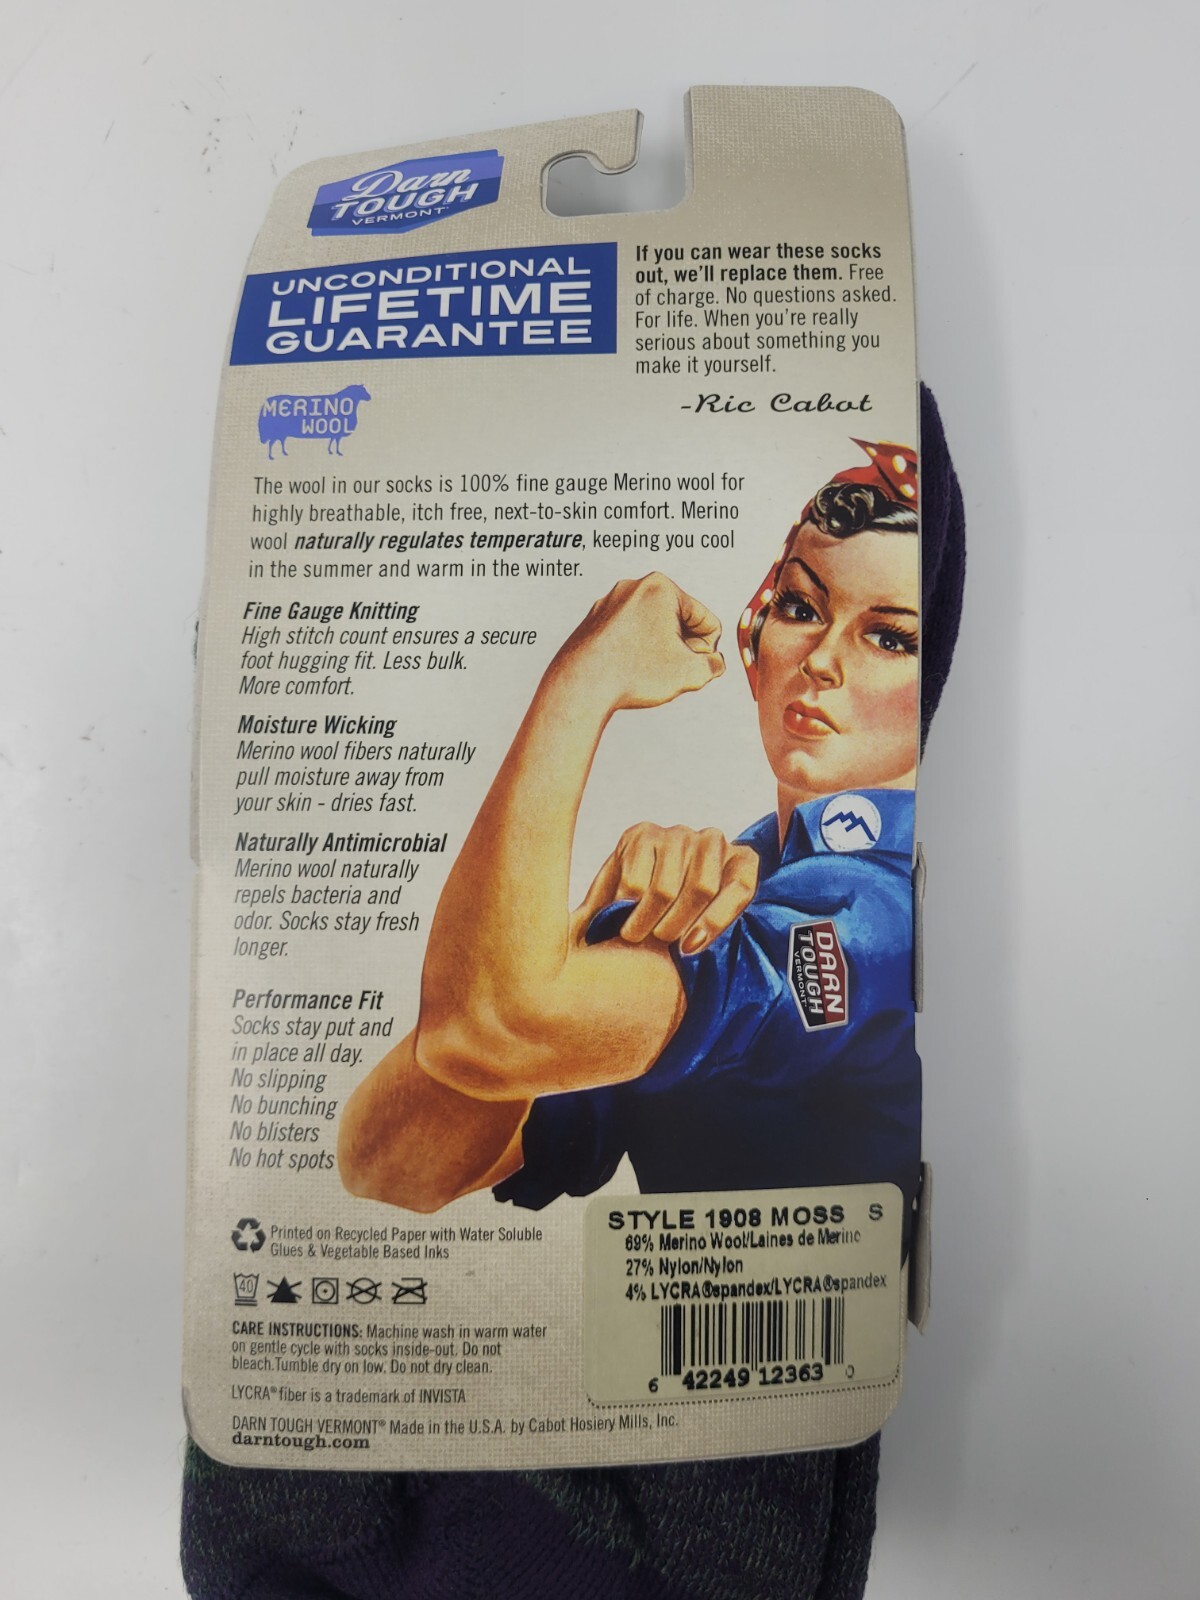 Darn
TOUGH
VERMONT
UNCONDITIONAL
LIFETIME
GUARANTEE
If you can wear these socks
out, we'll replace them. Free
of charge. No questions asked.
For life. When you're really
serious about something you
make it yourself.
-Ric Cabot
MERINO
WOOL
The wool in our socks is 100% fine gauge Merino wool for
highly breathable, itch free, next-to-skin comfort. Merino
wool naturally regulates temperature, keeping you cool
in the summer and warm in the winter.
Fine Gauge Knitting
High stitch count ensures a secure
foot hugging fit. Less bulk.
More comfort.
Moisture Wicking
Merino wool fibers naturally
pull moisture away from
your skin - dries fast.
Naturally Antimicrobial
Merino wool naturally
repels bacteria and
odor. Socks stay fresh
longer.
Performance Fit
Socks stay put and
in place all day.
No slipping
No bunching
No blisters
No hot spots
DARN
TOUGH
VERMONT
Printed on Recycled Paper with Water Soluble
Glues & Vegetable Based Inks
40
CARE INSTRUCTIONS: Machine wash in warm water
on gentle cycle with socks inside-out. Do not
bleach.Tumble dry on low. Do not dry clean.
LYCRA® fiber is a trademark of INVISTA
DARN TOUGH VERMONT® Made in the U.S.A. by Cabot Hosiery Mills, Inc.
darntough.com
STYLE 1908 MOSS S
69% Merino Wool/Laines de Merino
27% Nylon/Nylon
4% LYCRA®spandex/LYCRA®spandex
6 42249 12363 0